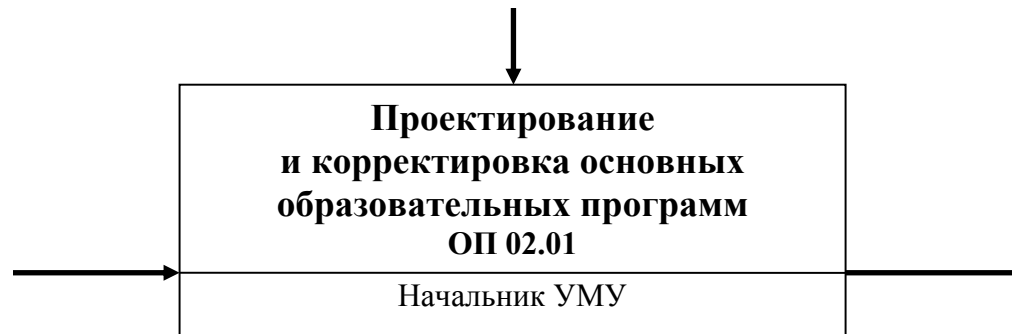 Проектирование
и корректировка основных
образовательных программ
ОП 02.01
Начальник УМУ